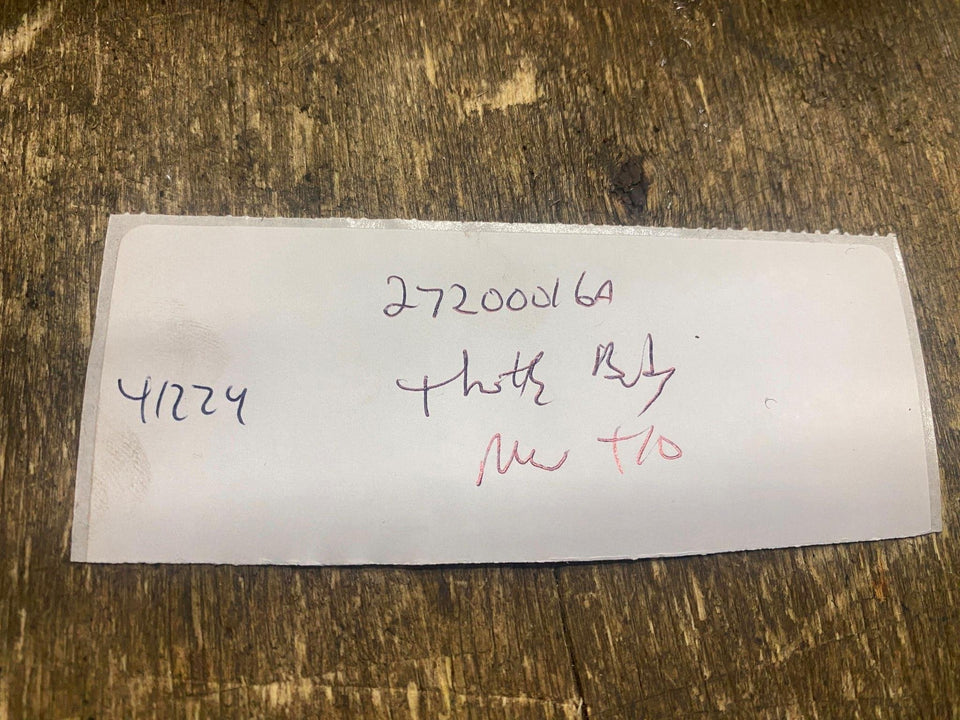 27200016A
41224
throttle Body
New T/O